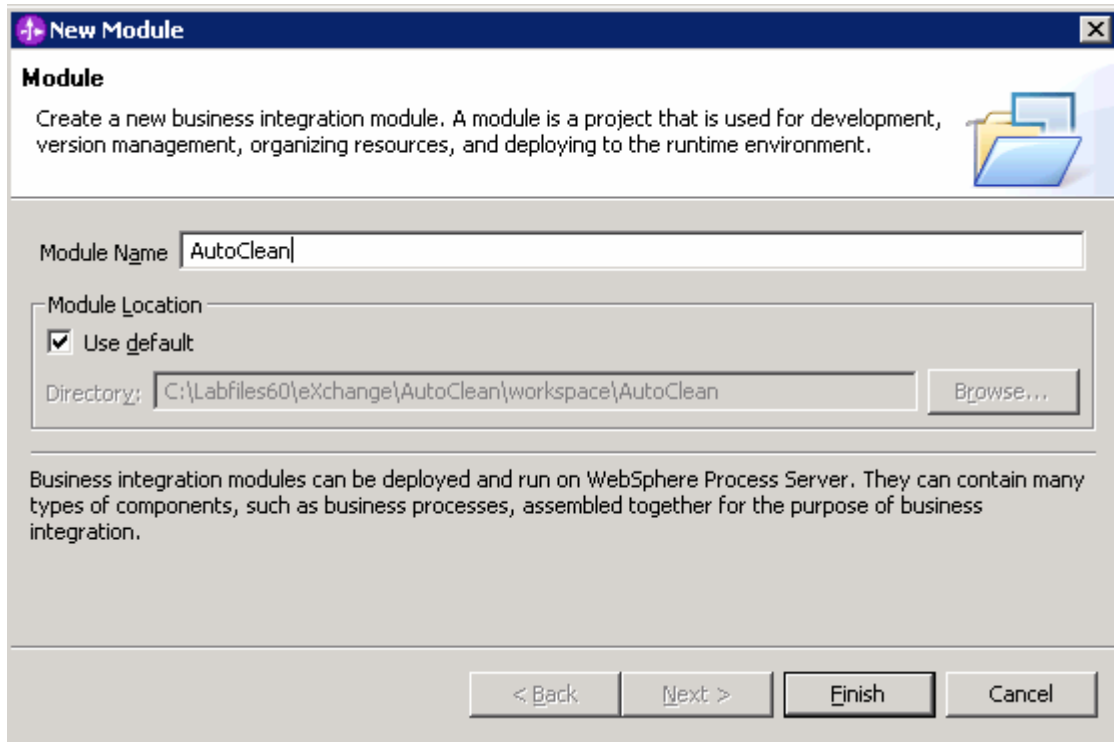 New Module
Module
Create a new business integration module. A module is a project that is used for development,
version management, organizing resources, and deploying to the runtime environment.
Module Name AutoClean
Module Location
Use default
Directory: C:\Labfiles60\eXchange\AutoClean\workspace\AutoClean Browse...
Business integration modules can be deployed and run on WebSphere Process Server. They can contain many
types of components, such as business processes, assembled together for the purpose of business
integration.
< Back Next > Finish Cancel